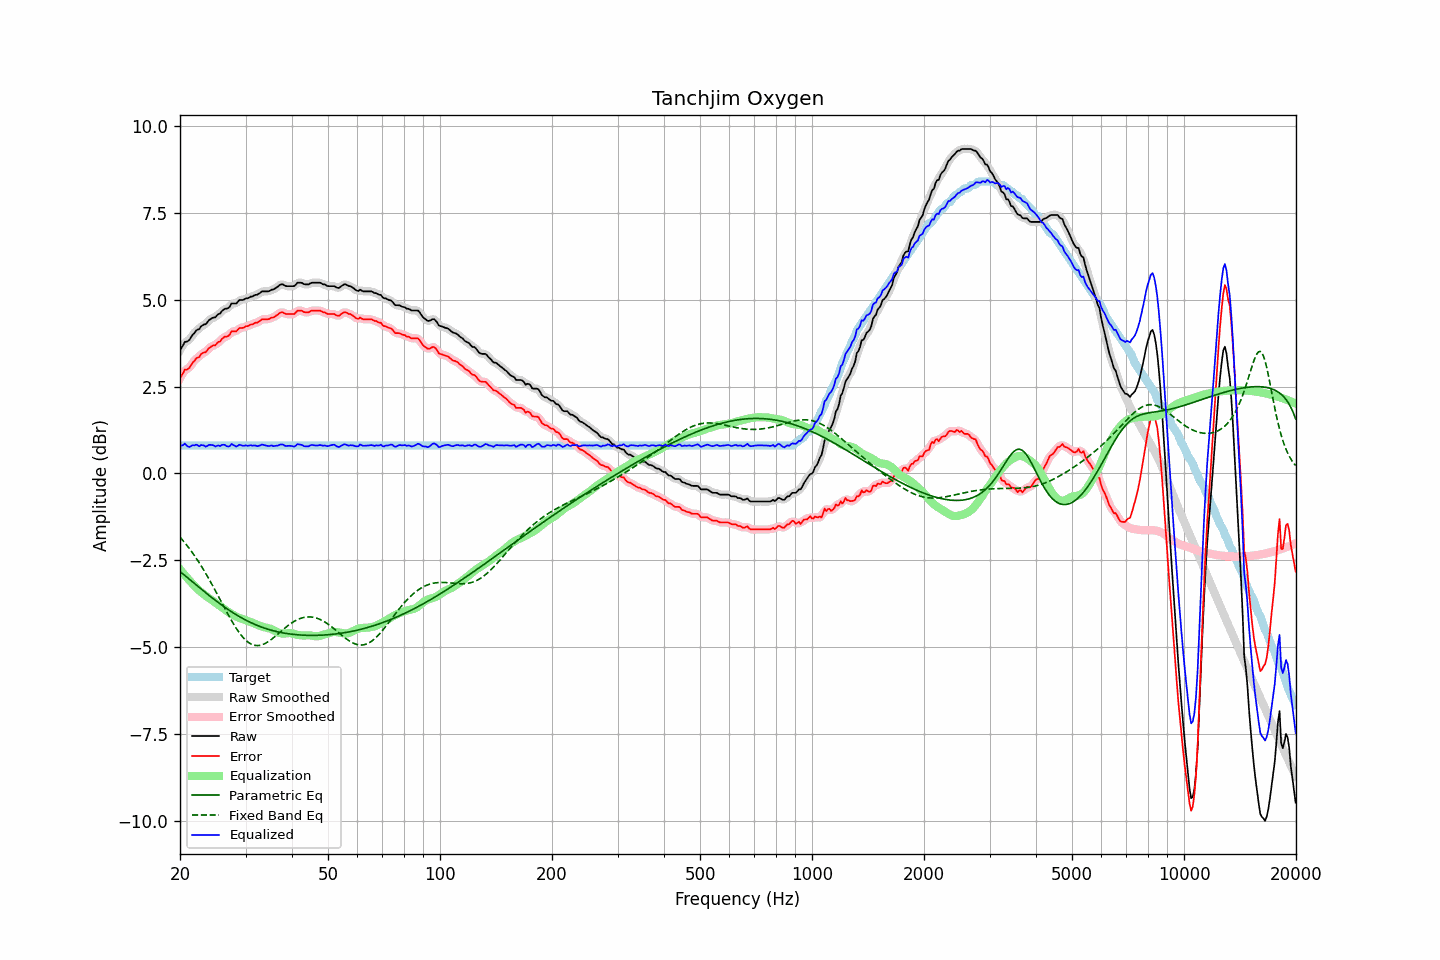 Tanchjim Oxygen
Amplitude (dBr)
10.0
7.5
5.0
2.5
0.0
−2.5
−5.0
−7.5
−10.0
Target
Raw Smoothed
Error Smoothed
Raw
Error
Equalization
Parametric Eq
Fixed Band Eq
Equalized
20 50 100 200 500 1000 2000 5000 10000 20000
Frequency (Hz)